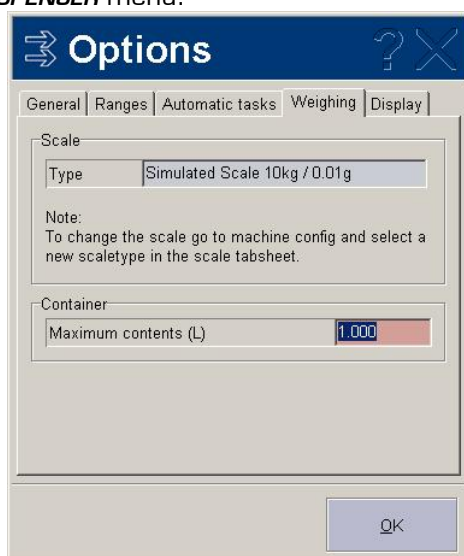 menu.
Options
General Ranges Automatic tasks Weighing Display
Scale
Type Simulated Scale 10kg / 0.01g
Note:
To change the scale go to machine config and select a
new scaletype in the scale tabsheet.
Container
Maximum contents (L) 1.000
OK